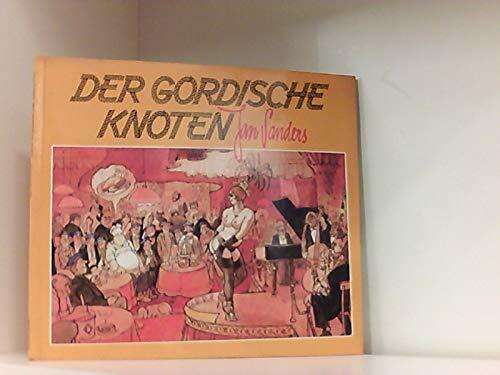 DER GORDISCHE
KNOTEN Jan Sanders